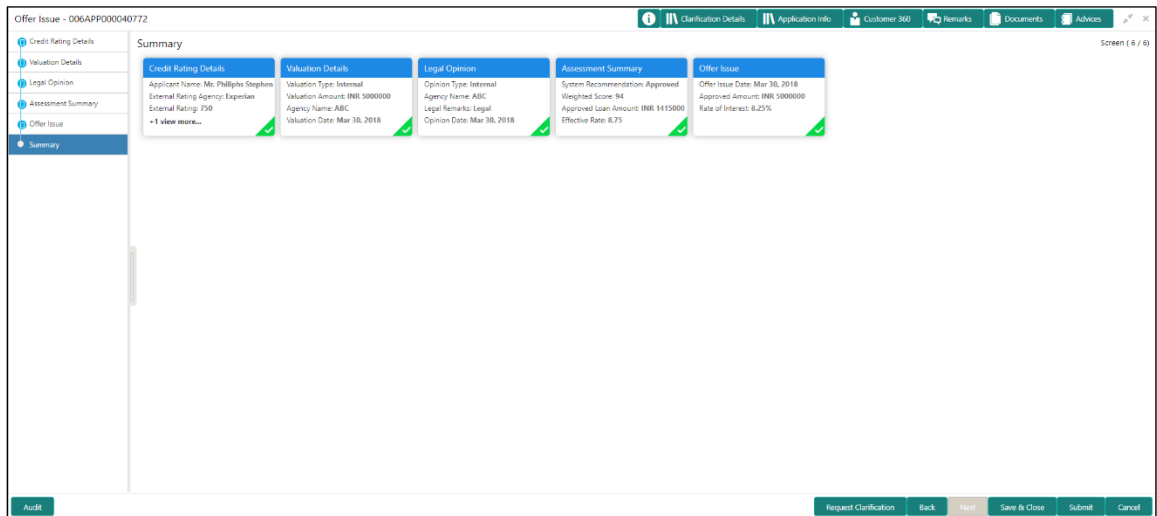 Offer Issue - 006APP000040772
Clarification Details
Application Info
Customer 360
Remarks
Documents
Advices
Credit Rating Details
Valuation Details
Legal Opinion
Assessment Summary
Offer Issue
Summary
Summary
Screen ( 6 / 6)
Credit Rating Details
Applicant Name: Mr. Philiphs Stephen
External Rating Agency: Experian
External Rating: 750
+1 view more...
Valuation Details
Valuation Type: Internal
Valuation Amount: INR 5000000
Agency Name: ABC
Valuation Date: Mar 30, 2018
Legal Opinion
Opinion Type: Internal
Agency Name: ABC
Legal Remarks: Legal
Opinion Date: Mar 30, 2018
Assessment Summary
System Recommendation: Approved
Weighted Score: 94
Approved Loan Amount: INR 1415000
Effective Rate: 8.75
Offer Issue
Offer Issue Date: Mar 30, 2018
Approved Amount: INR 5000000
Rate of Interest: 8.25%
Audit
Request Clarification
Back
Next
Save & Close
Submit
Cancel